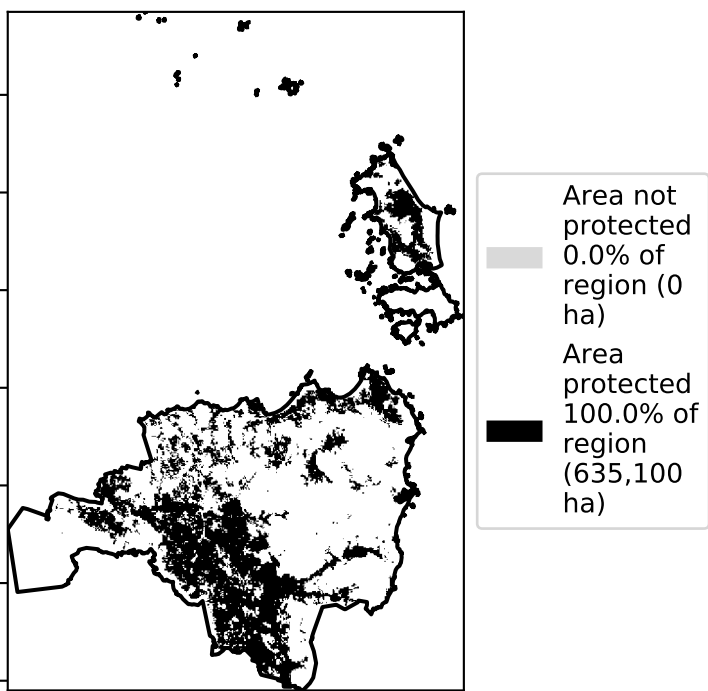 Area not
protected
0.0% of
region (0
ha)
Area
protected
100.0% of
region
(635,100
ha)